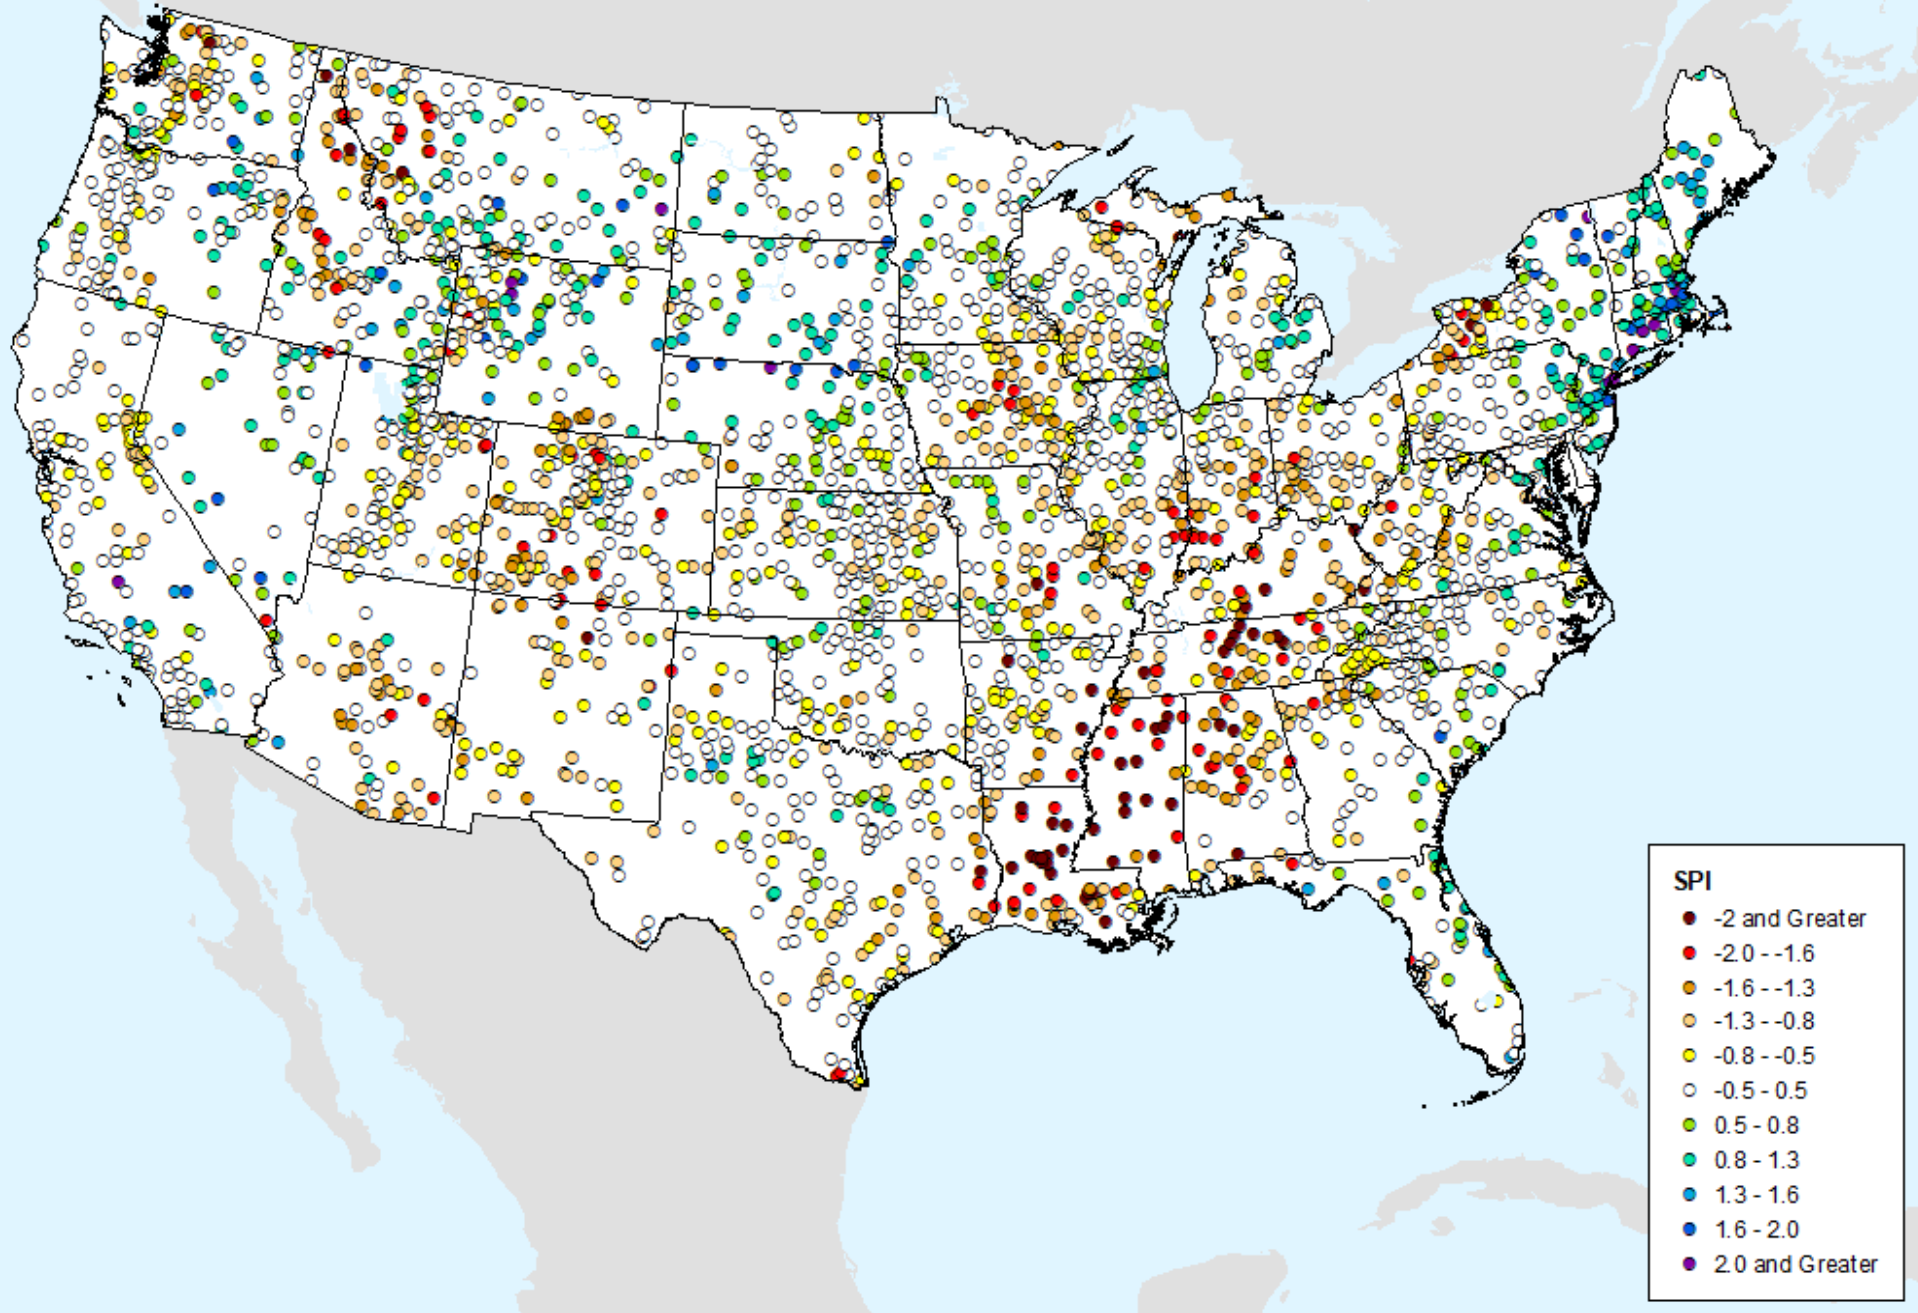 SPI
-2 and Greater
-2.0 - -1.6
-1.6 - -1.3
-1.3 - -0.8
-0.8 - -0.5
-0.5 - 0.5
0.5 - 0.8
0.8 - 1.3
1.3 - 1.6
1.6 - 2.0
2.0 and Greater